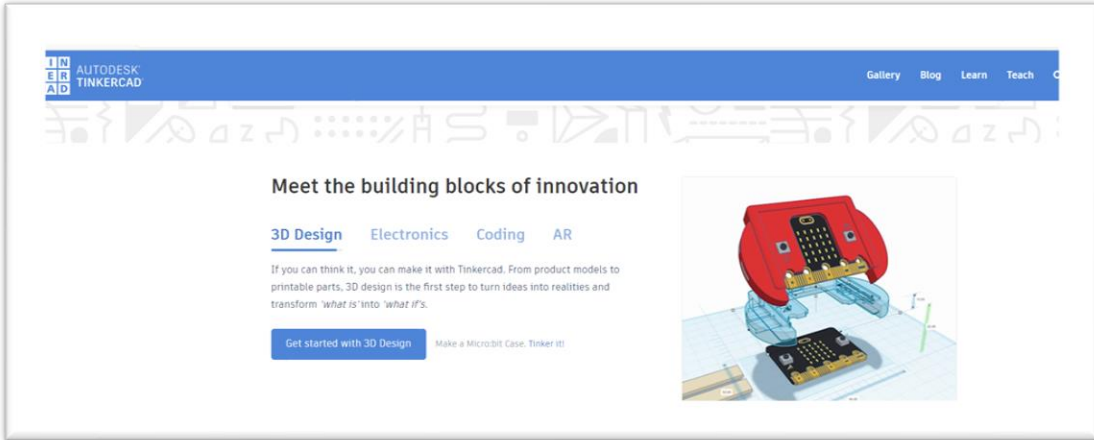 IN
ER
AD
AUTODESK®
TINKERCAD®
Gallery Blog Learn Teach
Meet the building blocks of innovation
3D Design Electronics Coding AR
If you can think it, you can make it with Tinkercad. From product models to
printable parts, 3D design is the first step to turn ideas into realities and
transform 'what is' into 'what if's.
Get started with 3D Design Make a Micro:bit Case. Tinker it!